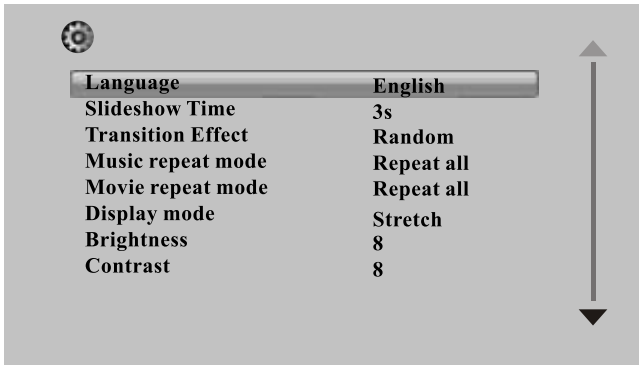 Language English
Slideshow Time 3s
Transition Effect Random
Music repeat mode Repeat all
Movie repeat mode Repeat all
Display mode Stretch
Brightness 8
Contrast 8